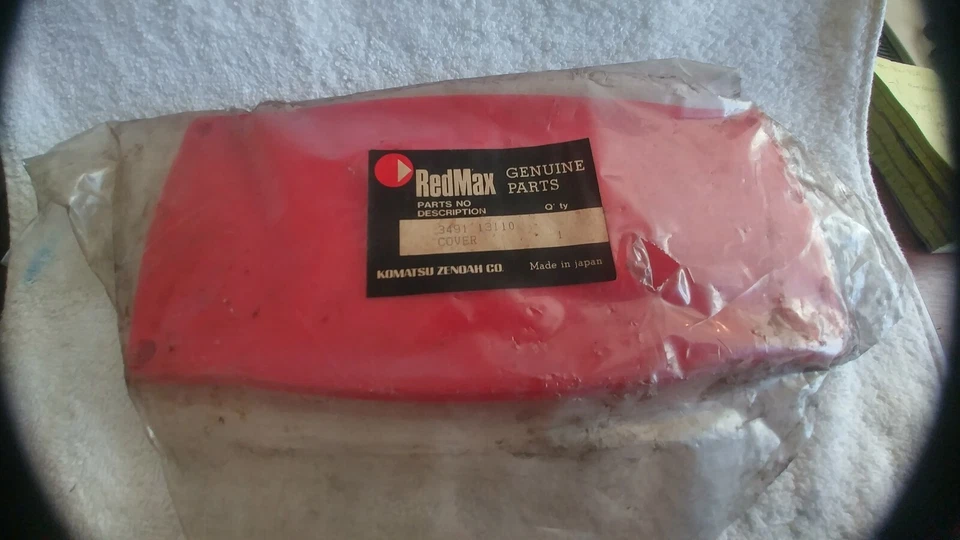 RedMax GENUINE PARTS
PARTS NO
DESCRIPTION Q' ty
3491 13110
COVER 1
KOMATSU ZENOAH CO. Made in japan